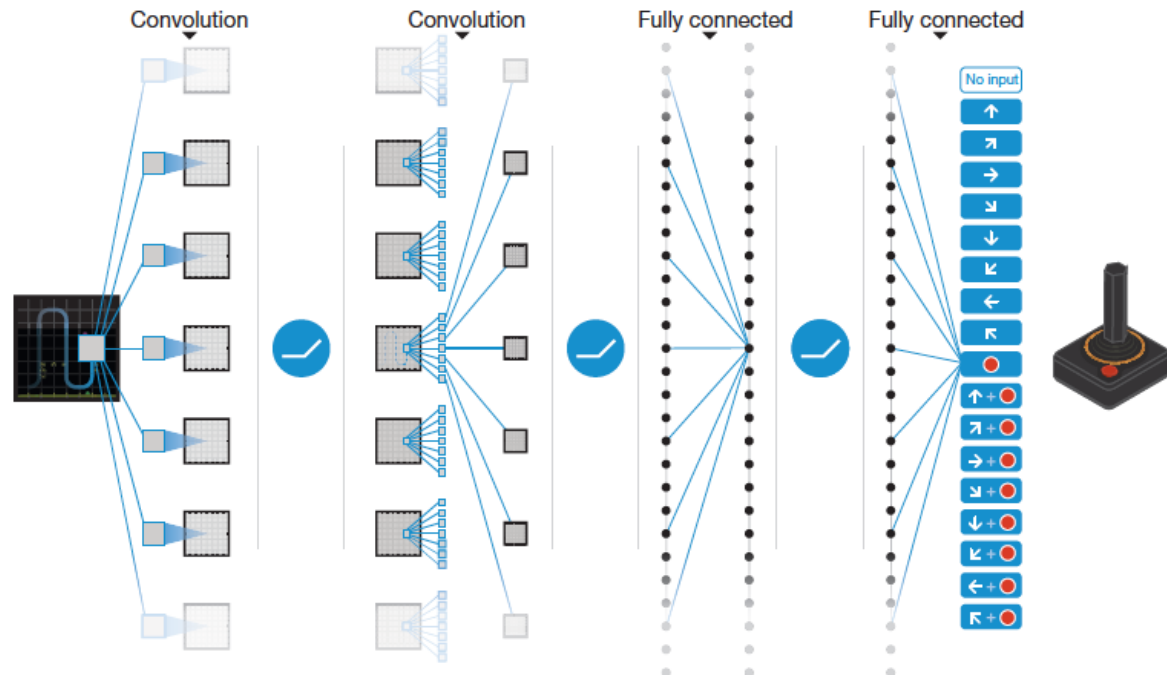 Convolution
Convolution
Fully connected
Fully connected
No input
+
+
+
+
+
+
+
+